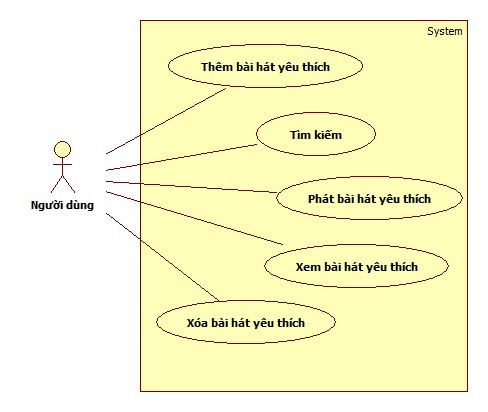 System
Thêm bài hát yêu thích
Tìm kiếm
Phát bài hát yêu thích
Người dùng
Xem bài hát yêu thích
Xóa bài hát yêu thích